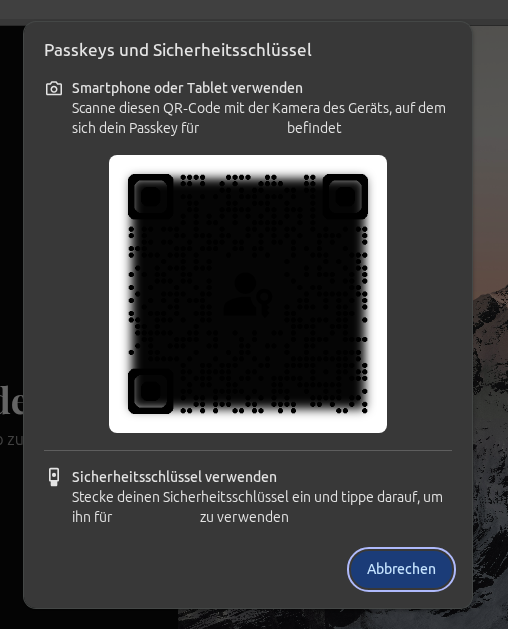 Passkeys und Sicherheitsschlüssel
Smartphone oder Tablet verwenden
Scanne diesen QR-Code mit der Kamera des Geräts, auf dem
sich dein Passkey für befindet
de
zu
Sicherheitsschlüssel verwenden
Stecke deinen Sicherheitsschlüssel ein und tippe darauf, um
ihn für zu verwenden
Abbrechen